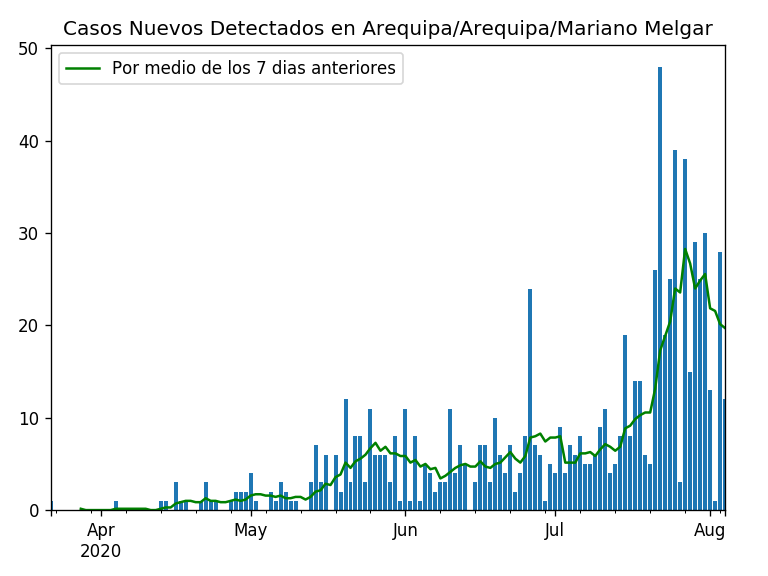 Casos Nuevos Detectados en Arequipa/Arequipa/Mariano Melgar
Por medio de los 7 dias anteriores
50
40
30
20
10
0
Apr
2020
May
Jun
Jul
Aug